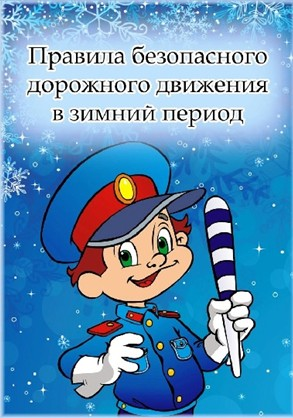 Правила безопасного
дорожного движения
в зимний период